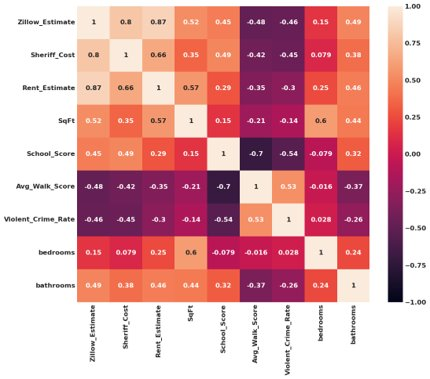 Zillow_Estimate 1 0.8 0.87 0.52 0.45 -0.48 -0.46 0.15 0.49
Sheriff_Cost 0.8 1 0.66 0.35 0.49 -0.42 -0.45 0.079 0.38
Rent_Estimate 0.87 0.66 1 0.57 0.29 -0.35 -0.3 0.25 0.46
SqFt 0.52 0.35 0.57 1 0.15 -0.21 -0.14 0.6 0.44
School_Score 0.45 0.49 0.29 0.15 1 -0.7 -0.54 -0.079 0.32
Avg_Walk_Score -0.48 -0.42 -0.35 -0.21 -0.7 1 0.53 -0.016 -0.37
Violent_Crime_Rate -0.46 -0.45 -0.3 -0.14 -0.54 0.53 1 0.028 -0.26
bedrooms 0.15 0.079 0.25 0.6 -0.079 -0.016 0.028 1 0.24
bathrooms 0.49 0.38 0.46 0.44 0.32 -0.37 -0.26 0.24 1
Zillow_Estimate
Sheriff_Cost
Rent_Estimate
SqFt
School_Score
Avg_Walk_Score
Violent_Crime_Rate
bedrooms
bathrooms
1.00
0.75
0.50
0.25
0.00
−0.25
−0.50
−0.75
−1.00